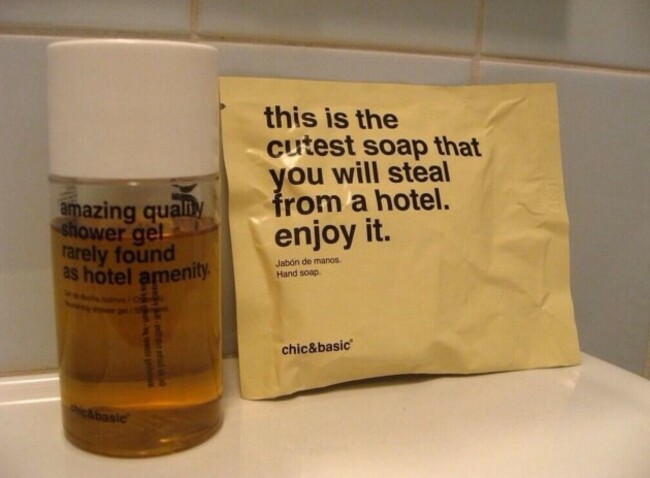 amazing quality
shower gel
rarely found
as hotel amenity.
chic&basic
this is the
cutest soap that
you will steal
from a hotel.
enjoy it.
Jabón de manos.
Hand soap.
chic&basic